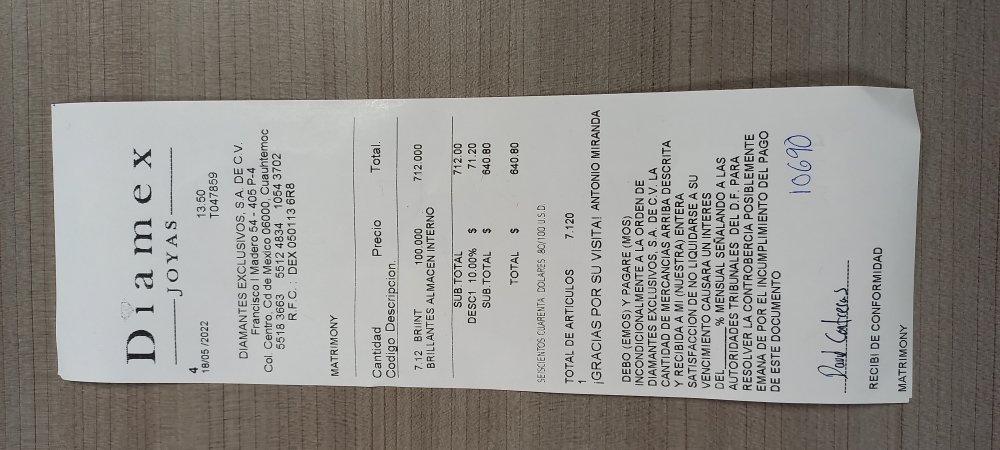 Diamex
JOYAS
4
18/05/2022 13:50
T047859
DIAMANTES EXCLUSIVOS, S.A. DE C.V.
Francisco I Madero 54 - 405 P-4
Col. Centro, Cd de Mexico 06000, Cuauhtemoc
5518 3663 5512 4834 1054 3702
R.F.C. : DEX 050113 6R8
MATRIMONY
Cantidad Precio Total.
Codigo Descripcion.
7.12 BRIINT 100.000 712.000
BRILLANTES ALMACEN INTERNO
SUB.TOTAL 712.00
DESC1 10.00% $ 71.20
SUB.TOTAL $ 640.80
TOTAL $ 640.80
SEISCIENTOS CUARENTA DOLARES 80/100 U.S.D.
TOTAL DE ARTICULOS 7.120
1
¡GRACIAS POR SU VISITA! ANTONIO MIRANDA
DEBO (EMOS) Y PAGARE (MOS)
INCONDICIONALMENTE A LA ORDEN DE
DIAMANTES EXCLUSIVOS, S.A. DE C.V. LA
CANTIDAD DE MERCANCIAS ARRIBA DESCRITA
Y RECIBIDA A MI (NUESTRA) ENTERA
SATISFACCION DE NO LIQUIDARSE A SU
VENCIMIENTO CAUSARA UN INTERES
DEL_____ % MENSUAL SEÑALANDO A LAS
AUTORIDADES TRIBUNALES DEL D.F. PARA
RESOLVER LA CONTROBERCIA POSIBLEMENTE
EMANA DE POR EL INCUMPLIMIENTO DEL PAGO
DE ESTE DOCUMENTO
10690
David Contreras
RECIBI DE CONFORMIDAD
MATRIMONY